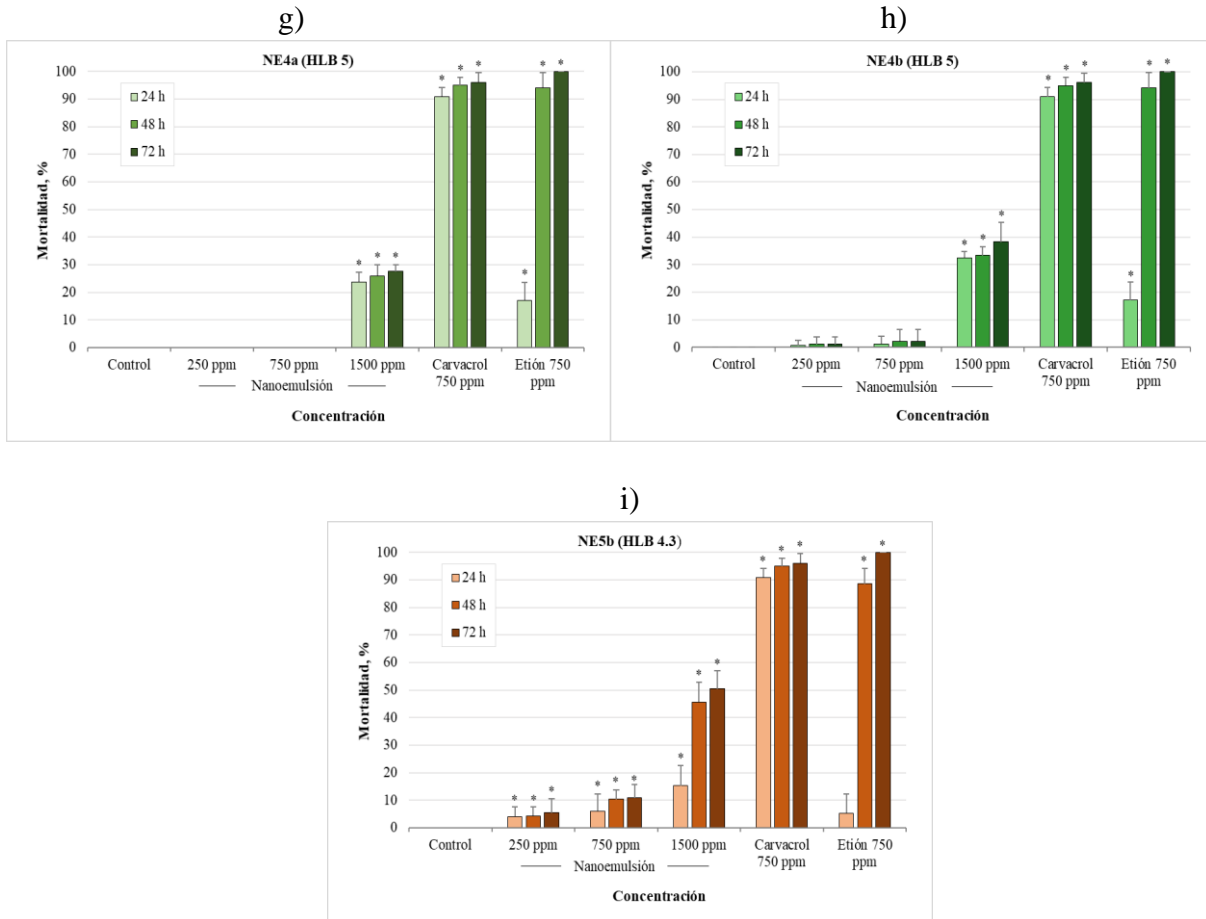 g)
NE4a (HLB 5)
100
90
80
70
60
50
40
30
20
10
0
Mortalidad, %
24 h
48 h
72 h
* * * * * * * * *
Control 250 ppm 750 ppm 1500 ppm Carvacrol 750 ppm Etión 750 ppm
Nanoemulsión
Concentración
h)
NE4b (HLB 5)
100
90
80
70
60
50
40
30
20
10
0
Mortalidad, %
24 h
48 h
72 h
* * * * * * * * *
Control 250 ppm 750 ppm 1500 ppm Carvacrol 750 ppm Etión 750 ppm
Nanoemulsión
Concentración
i)
NE5b (HLB 4.3)
100
90
80
70
60
50
40
30
20
10
0
Mortalidad, %
24 h
48 h
72 h
* * * * * * * * * * * * * *
Control 250 ppm 750 ppm 1500 ppm Carvacrol 750 ppm Etión 750 ppm
Nanoemulsión
Concentración